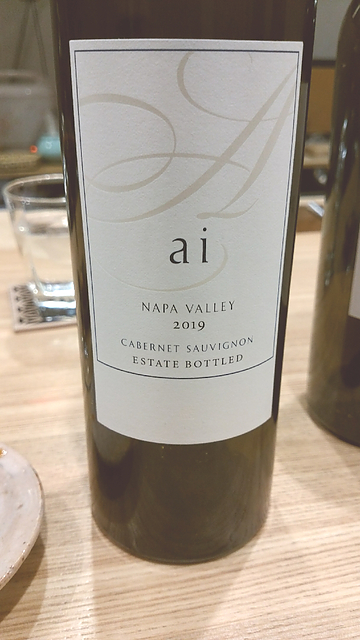 A
ai
NAPA VALLEY
2019
CABERNET SAUVIGNON
ESTATE BOTTLED